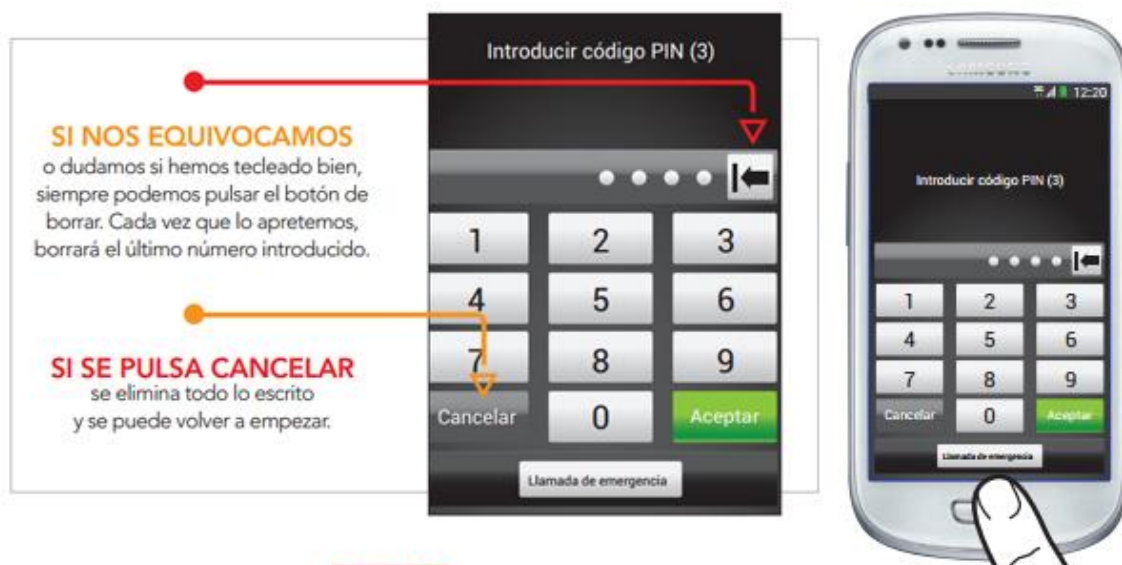 SI NOS EQUIVOCAMOS
o dudamos si hemos tecleado bien,
siempre podemos pulsar el botón de
borrar. Cada vez que lo apretemos,
borrará el último número introducido.
SI SE PULSA CANCELAR
se elimina todo lo escrito
y se puede volver a empezar.
Introducir código PIN (3)
1 2 3
4 5 6
7 8 9
Cancelar 0 Aceptar
Llamada de emergencia
SAMSUNG
12:20
Introducir código PIN (3)
1 2 3
4 5 6
7 8 9
Cancelar 0 Aceptar
Llamada de emergencia